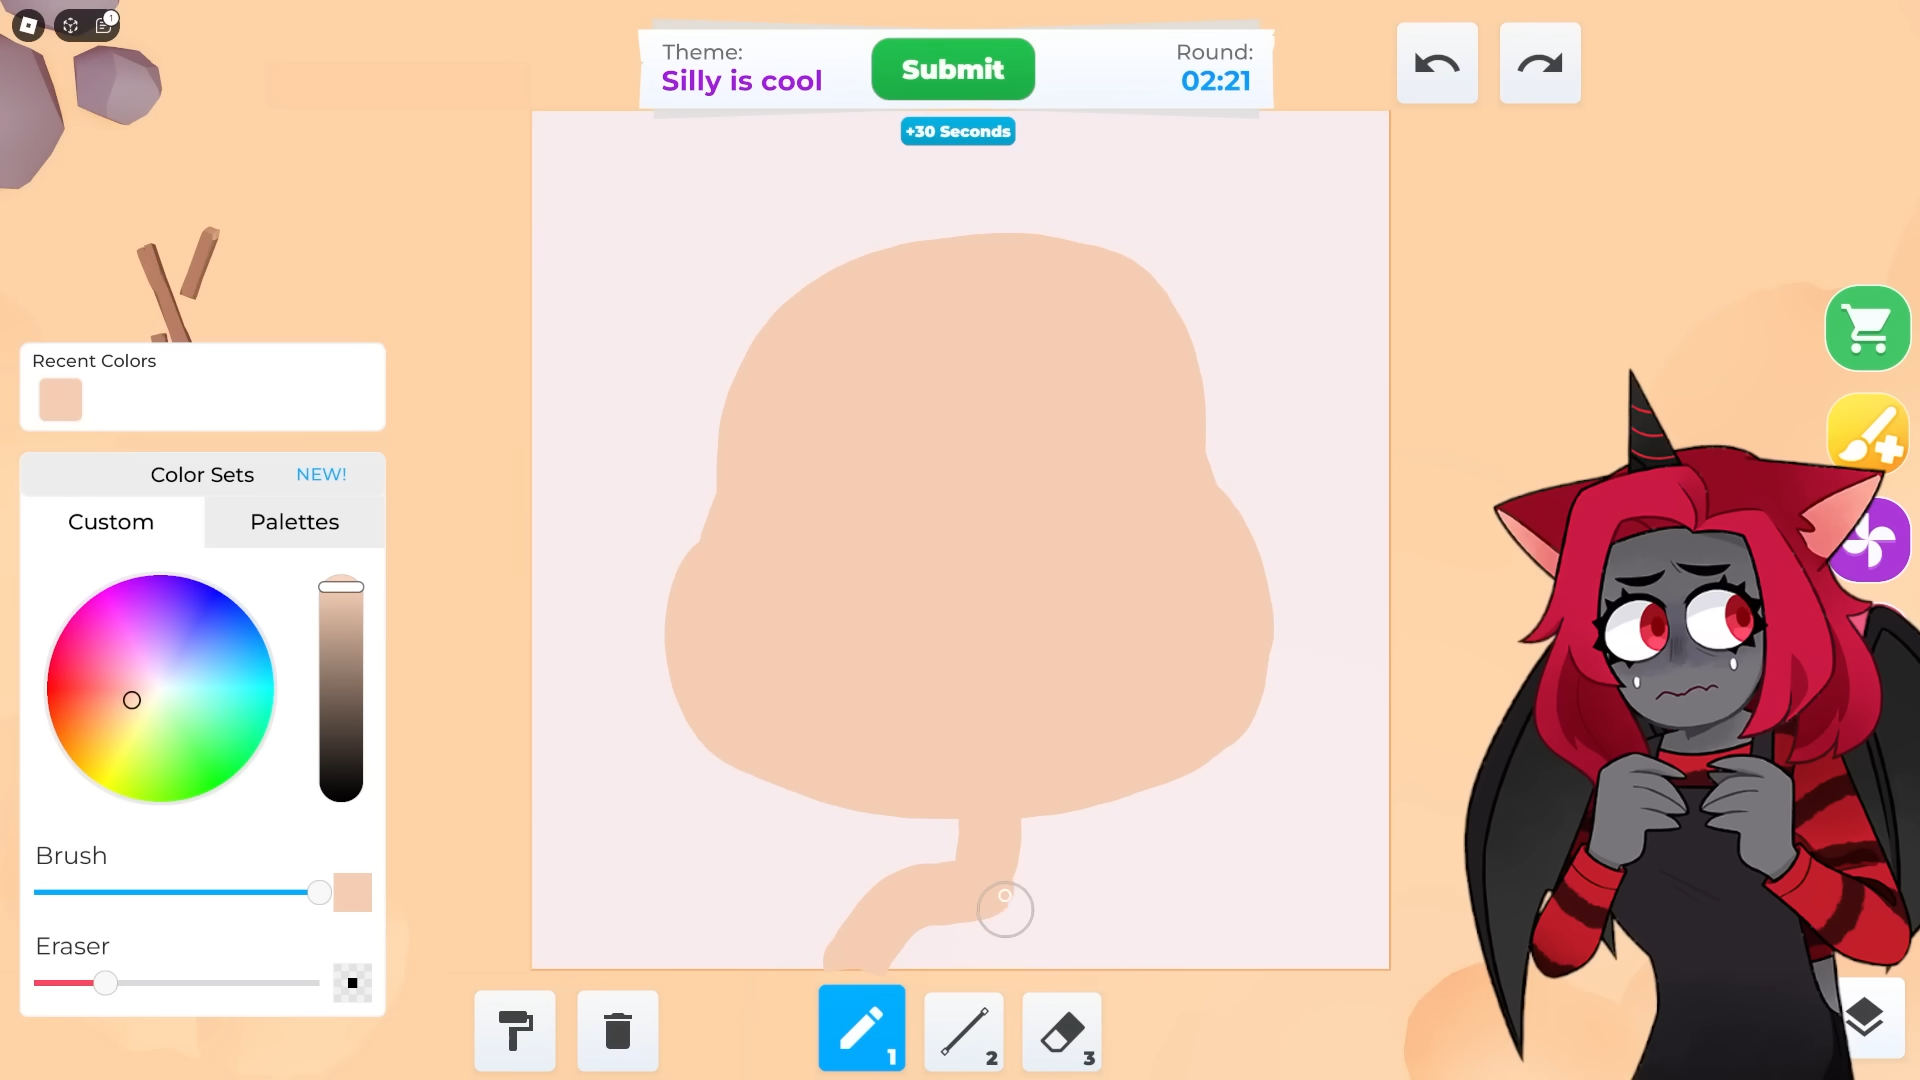 1
Theme:
Silly is cool
Submit
Round:
02:21
+30 Seconds
Recent Colors
Color Sets
NEW!
Custom
Palettes
Brush
Eraser
1
2
3